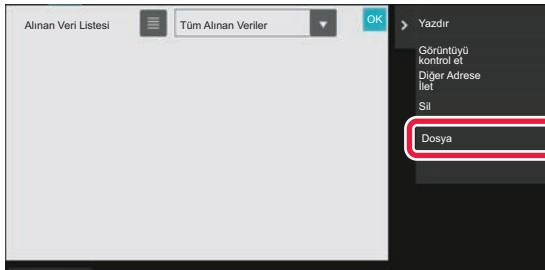 Alınan Veri Listesi
Tüm Alınan Veriler
OK
Yazdır
Görüntüyü
kontrol et
Diğer Adrese
İlet
Sil
Dosya